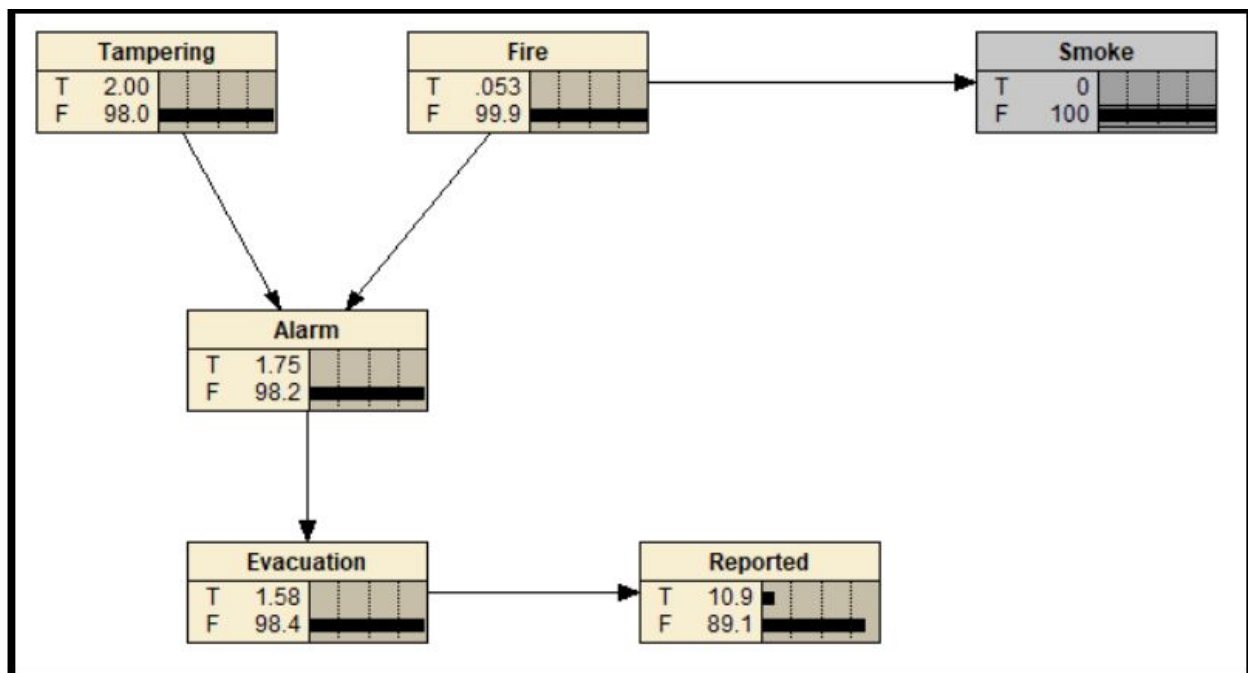 Tampering
T 2.00
F 98.0
Fire
T .053
F 99.9
Smoke
T 0
F 100
Alarm
T 1.75
F 98.2
Evacuation
T 1.58
F 98.4
Reported
T 10.9
F 89.1